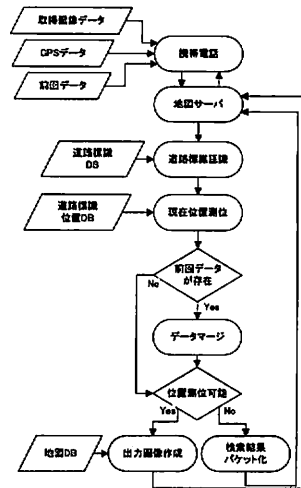 取得画像データ
GPSデータ
前回データ
携帯電話
地図サーバ
道路標識
DB
道路標識認識
道路標識
位置DB
現在位置測位
前回データ
が存在
No
Yes
データマージ
位置測位可能
Yes
No
地図DB
出力画像作成
検索結果
パケット化